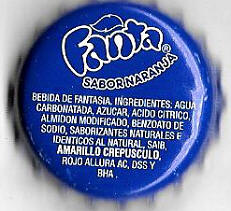 Fanta®
SABOR NARANJA
BEBIDA DE FANTASIA. INGREDIENTES: AGUA
CARBONATADA, AZUCAR, ACIDO CITRICO,
ALMIDON MODIFICADO, BENZOATO DE
SODIO, SABORIZANTES NATURALES E
IDENTICOS AL NATURAL, SAIB,
AMARILLO CREPUSCULO,
ROJO ALLURA AC, DSS Y
BHA.